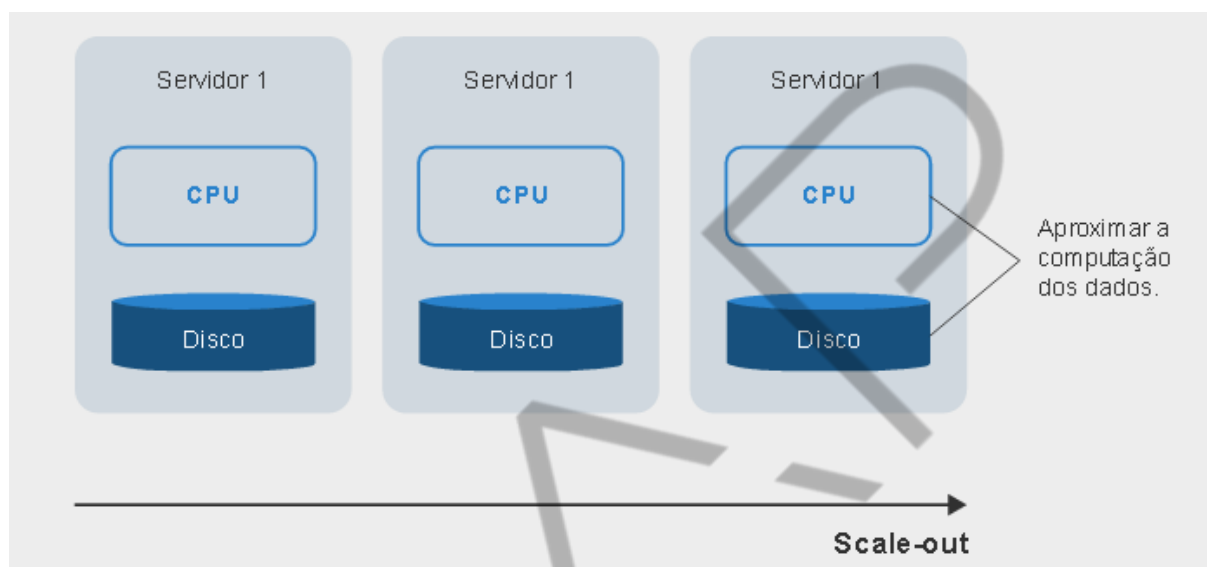 Servidor 1
Servidor 1
Servidor 1
CPU
CPU
CPU
Aproximar a
computação
dos dados.
Disco
Disco
Disco
Scale-out